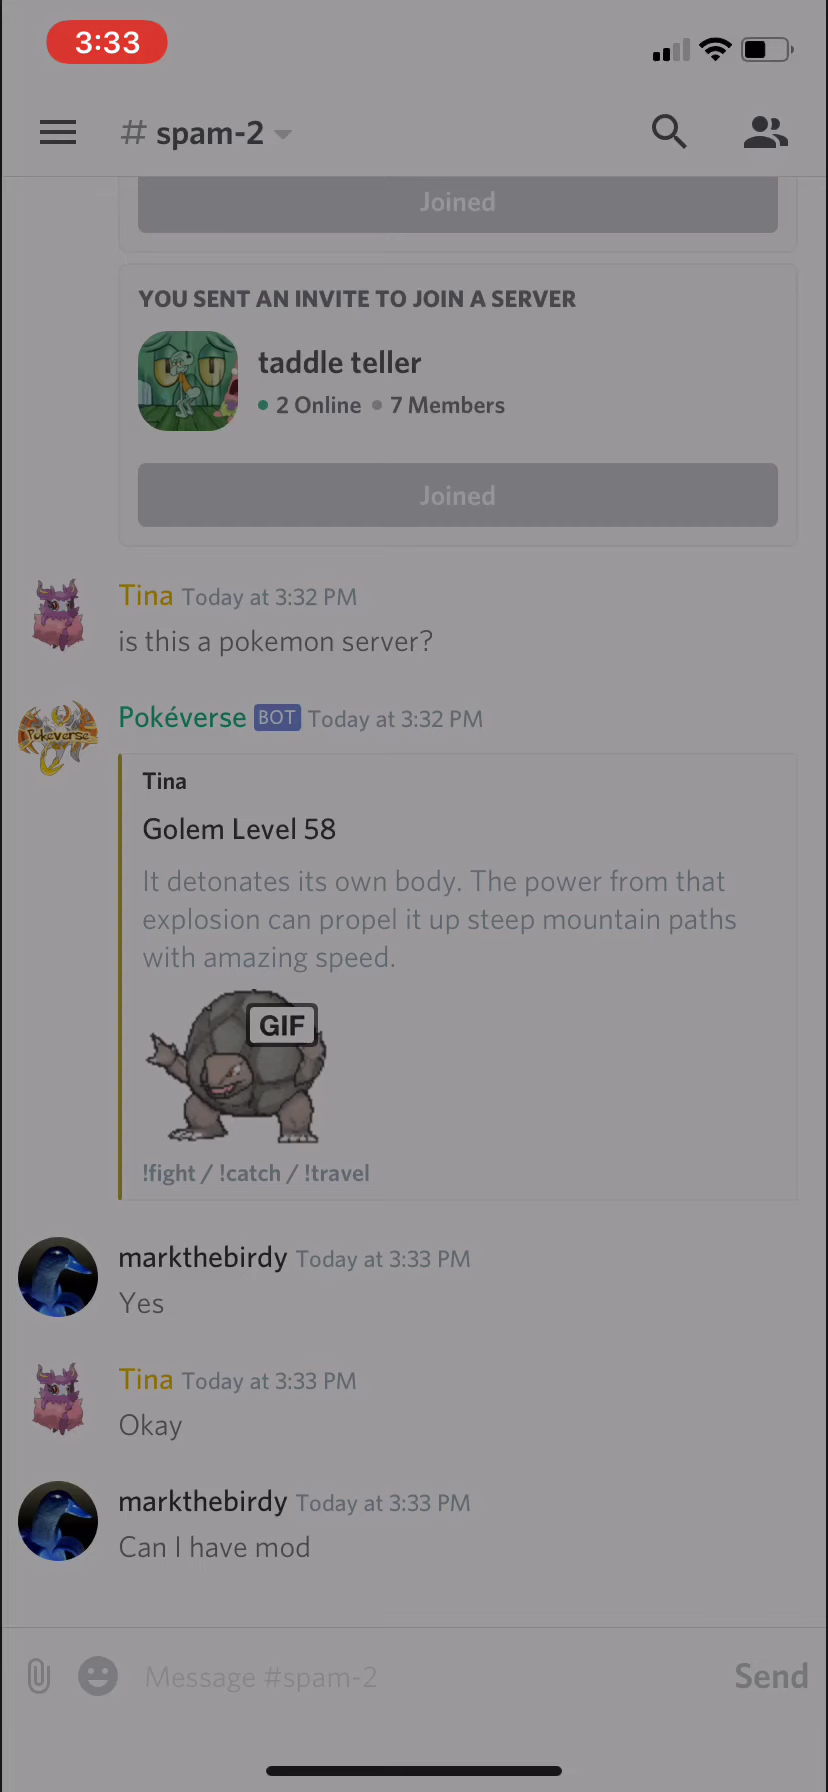 3:33
# spam-2
Joined
YOU SENT AN INVITE TO JOIN A SERVER
taddle teller
2 Online 7 Members
Joined
Tina Today at 3:32 PM
is this a pokemon server?
Pokéverse BOT Today at 3:32 PM
Pokeverse
Tina
Golem Level 58
It detonates its own body. The power from that
explosion can propel it up steep mountain paths
with amazing speed.
GIF
!fight / !catch / !travel
markthebirdy Today at 3:33 PM
Yes
Tina Today at 3:33 PM
Okay
markthebirdy Today at 3:33 PM
Can I have mod
Message #spam-2
Send